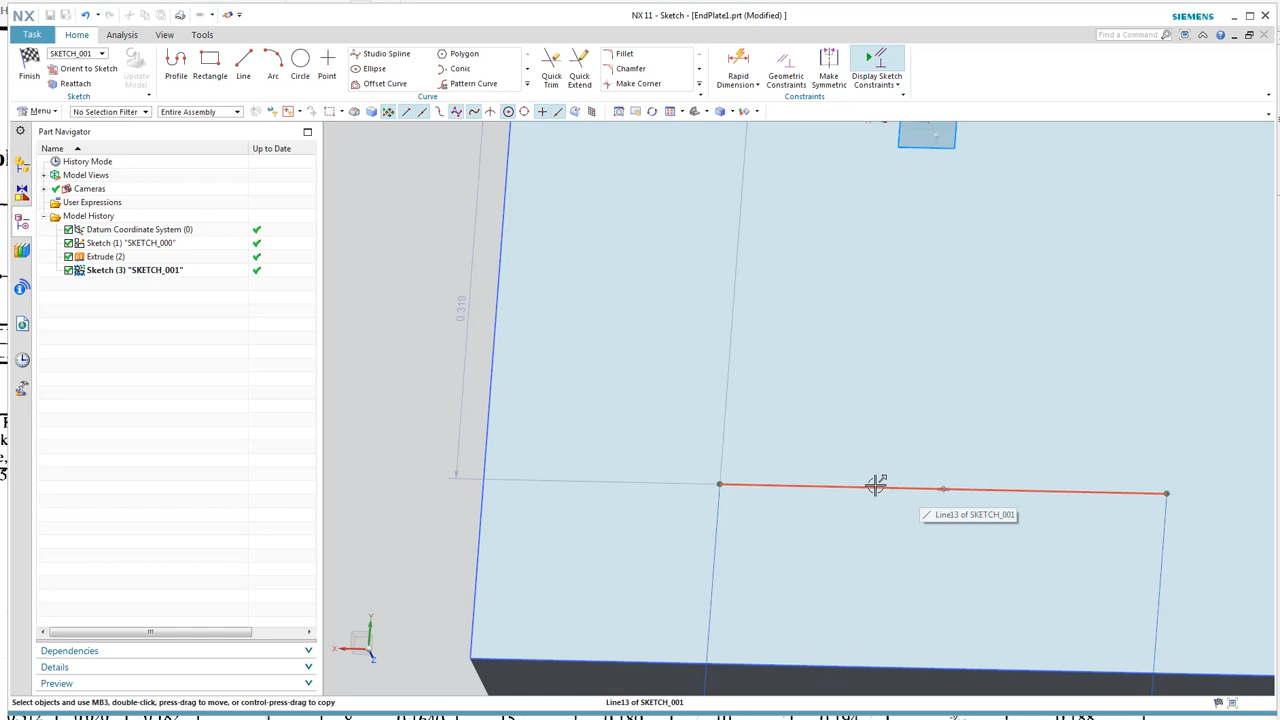 NX
NX 11 - Sketch - [EndPlate1.prt (Modified) ]
SIEMENS
Task
Home
Analysis
View
Tools
Find a Command
SKETCH_001
Finish
Orient to Sketch
Reattach
Update
Model
Sketch
Profile
Rectangle
Line
Arc
Circle
Point
Studio Spline
Ellipse
Offset Curve
Polygon
Conic
Pattern Curve
Quick
Trim
Quick
Extend
Fillet
Chamfer
Make Corner
Curve
Rapid
Dimension
Geometric
Constraints
Make
Symmetric
Display Sketch
Constraints
Constraints
Menu
No Selection Filter
Entire Assembly
Part Navigator
Name
Up to Date
History Mode
Model Views
Cameras
User Expressions
Model History
Datum Coordinate System (0)
Sketch (1) "SKETCH_000"
Extrude (2)
Sketch (3) "SKETCH_001"
0.319
Line13 of SKETCH_001
Y
X
Z
Dependencies
Details
Preview
Select objects and use MB3, double-click, press-drag to move, or control-press-drag to copy
Line13 of SKETCH_001